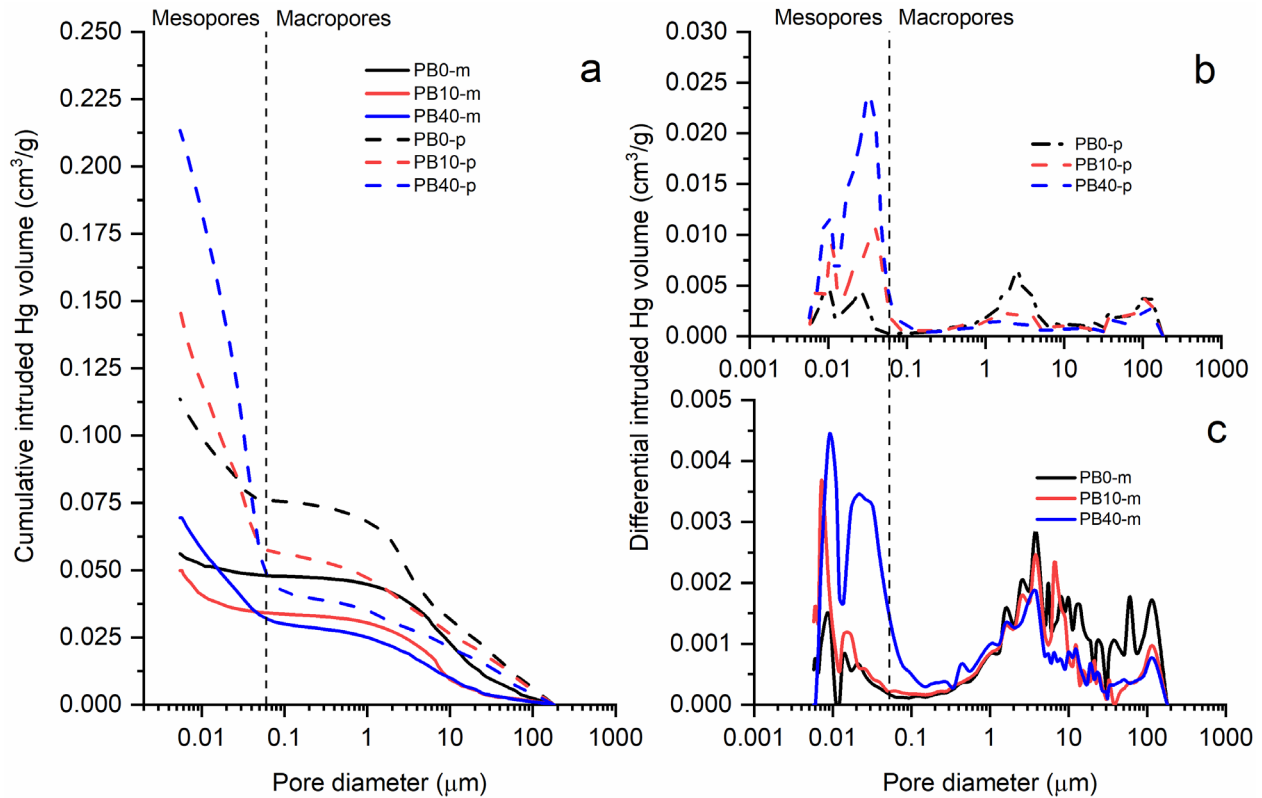 Mesopores Macropores
a
0.250
0.225
0.200
0.175
0.150
0.125
0.100
0.075
0.050
0.025
0.000
Cumulative intruded Hg volume (cm³/g)
PB0-m
PB10-m
PB40-m
PB0-p
PB10-p
PB40-p
0.01 0.1 1 10 100 1000
Pore diameter (μm)
Mesopores Macropores
b
0.030
0.025
0.020
0.015
0.010
0.005
0.000
PB0-p
PB10-p
PB40-p
0.001 0.01 0.1 1 10 100 1000
Differential intruded Hg volume (cm³/g)
c
0.005
0.004
0.003
0.002
0.001
0.000
PB0-m
PB10-m
PB40-m
0.001 0.01 0.1 1 10 100 1000
Pore diameter (μm)